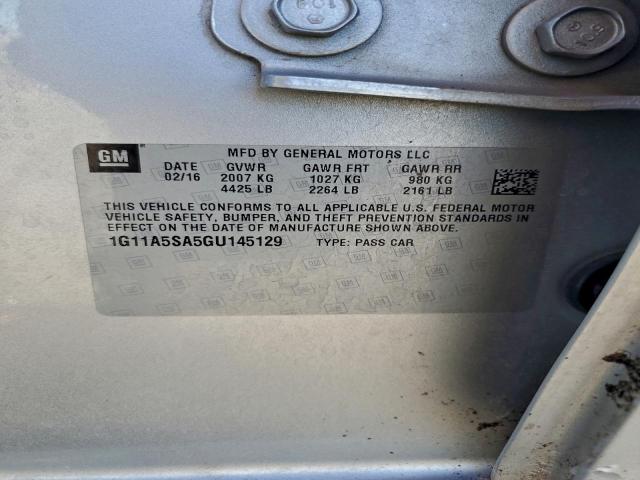 GM
MFD BY GENERAL MOTORS LLC
DATE GVWR GAWR FRT GAWR RR
02/16 2007 KG 1027 KG 980 KG
4425 LB 2264 LB 2161 LB
THIS VEHICLE CONFORMS TO ALL APPLICABLE U.S. FEDERAL MOTOR
VEHICLE SAFETY, BUMPER, AND THEFT PREVENTION STANDARDS IN
EFFECT ON THE DATE OF MANUFACTURE SHOWN ABOVE.
1G11A5SA5GU145129 TYPE: PASS CAR